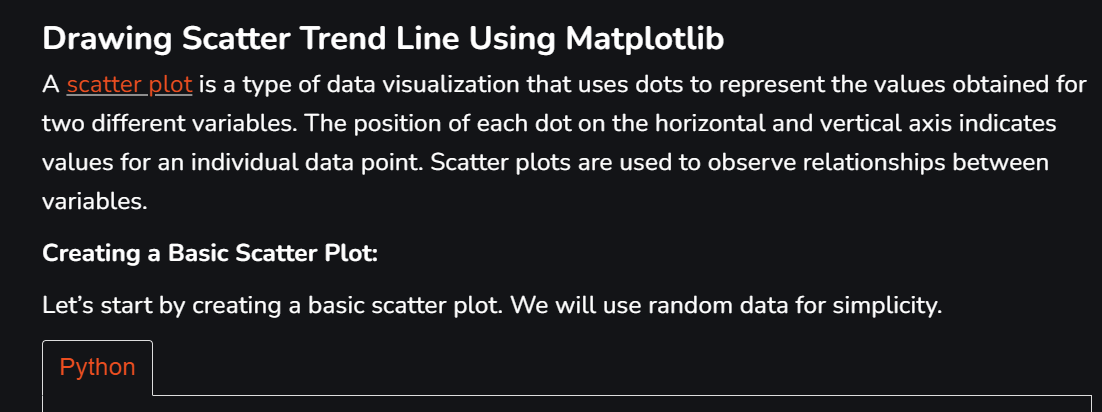 Drawing Scatter Trend Line Using Matplotlib
A scatter plot is a type of data visualization that uses dots to represent the values obtained for
two different variables. The position of each dot on the horizontal and vertical axis indicates
values for an individual data point. Scatter plots are used to observe relationships between
variables.
Creating a Basic Scatter Plot:
Let’s start by creating a basic scatter plot. We will use random data for simplicity.
Python